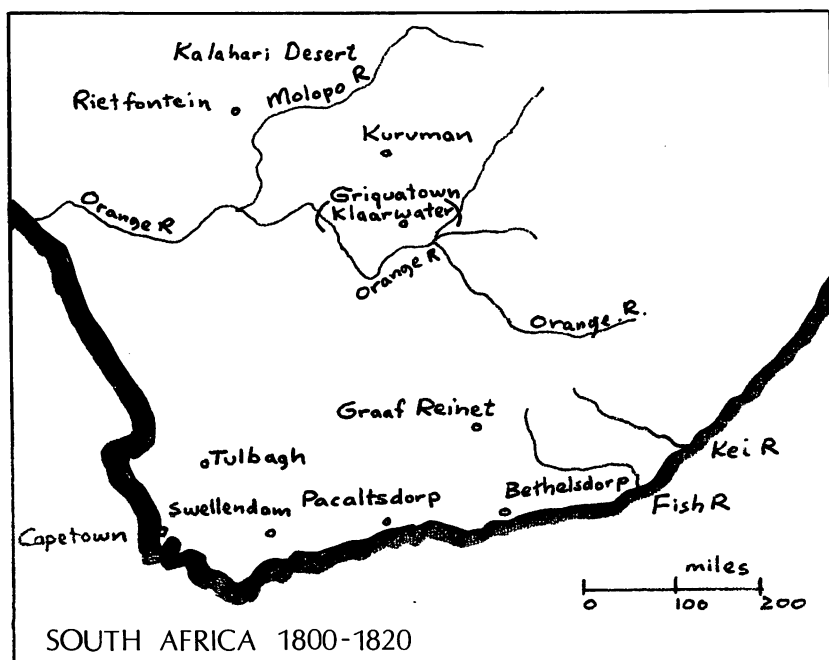 Kalahari Desert
Molopo R
Rietfontein
Kuruman
(Griquatown
Klaarwater)
Orange R
Orange R
Orange R.
Graaf Reinet
Tulbagh
Kei R
Bethelsdorp
Pacaltsdorp
Swellendam
Fish R
Capetown
miles
0 100 200
SOUTH AFRICA 1800-1820